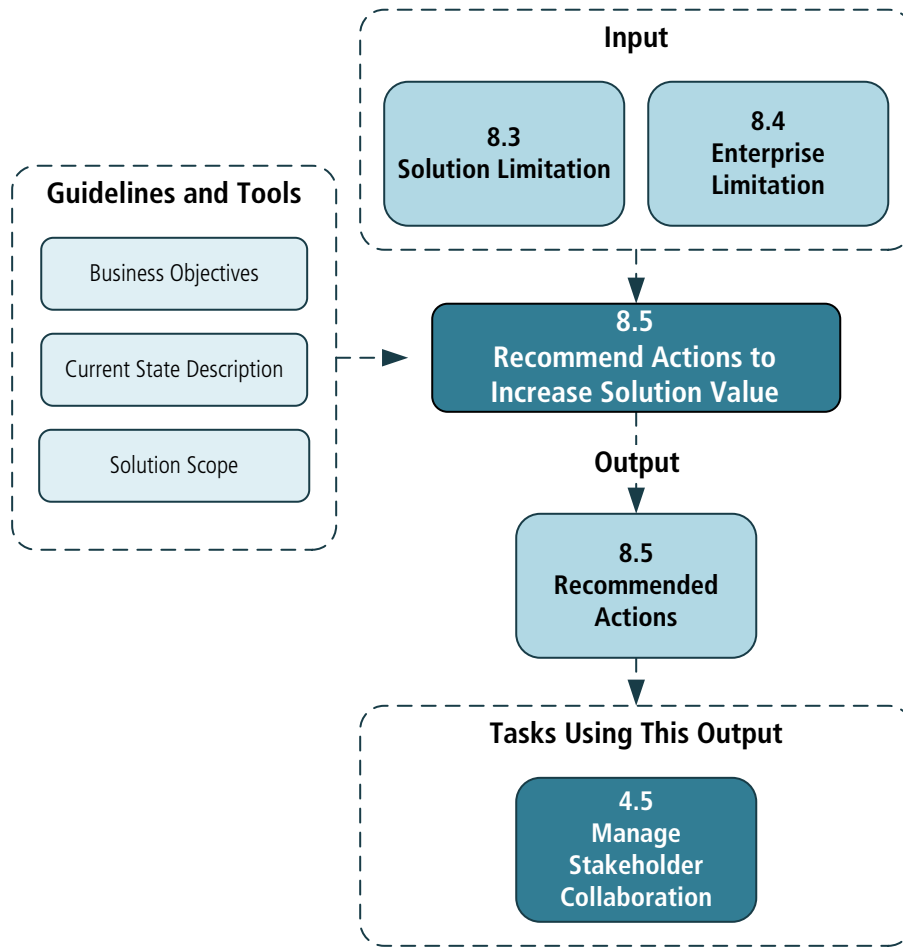 Input
8.3
Solution Limitation
8.4
Enterprise
Limitation
Guidelines and Tools
Business Objectives
Current State Description
Solution Scope
8.5
Recommend Actions to
Increase Solution Value
Output
8.5
Recommended
Actions
Tasks Using This Output
4.5
Manage
Stakeholder
Collaboration